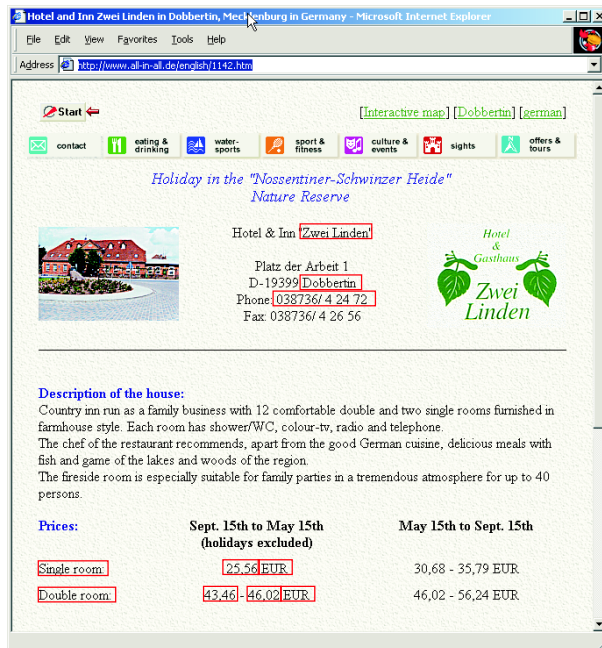 Hotel and Inn Zwei Linden in Dobbertin, Mecklenburg in Germany - Microsoft Internet Explorer
File Edit View Favorites Tools Help
Address http://www.all-in-all.de/english/1142.htm
Start [Interactive map] [Dobbertin] [german]
contact eating & drinking water-sports sport & fitness culture & events sights offers & tours
Holiday in the "Nossentiner-Schwinzer Heide"
Nature Reserve
Hotel & Inn "Zwei Linden"
Platz der Arbeit 1
D-19399 Dobbertin
Phone: 038736/ 4 24 72
Fax: 038736/ 4 26 56
Hotel
&
Gasthaus
Zwei
Linden
Description of the house:
Country inn run as a family business with 12 comfortable double and two single rooms furnished in
farmhouse style. Each room has shower/WC, colour-tv, radio and telephone.
The chef of the restaurant recommends, apart from the good German cuisine, delicious meals with
fish and game of the lakes and woods of the region.
The fireside room is especially suitable for family parties in a tremendous atmosphere for up to 40
persons.
Prices: Sept. 15th to May 15th May 15th to Sept. 15th
(holidays excluded)
Single room: 25,56 EUR 30,68 - 35,79 EUR
Double room: 43,46 - 46,02 EUR 46,02 - 56,24 EUR